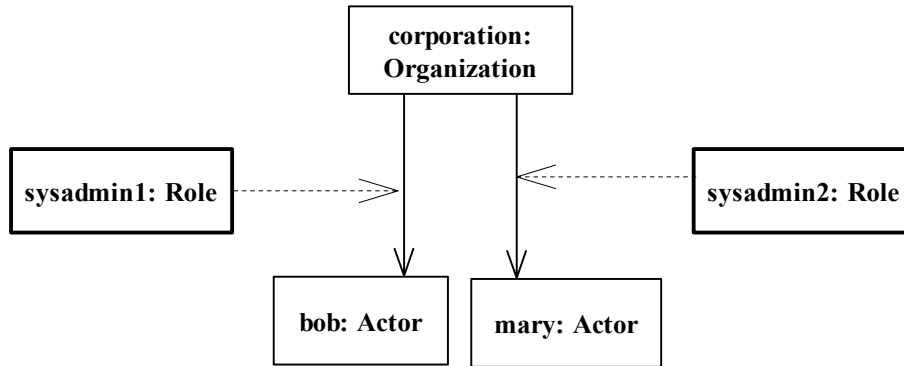 corporation:
Organization
sysadmin1: Role
sysadmin2: Role
bob: Actor
mary: Actor